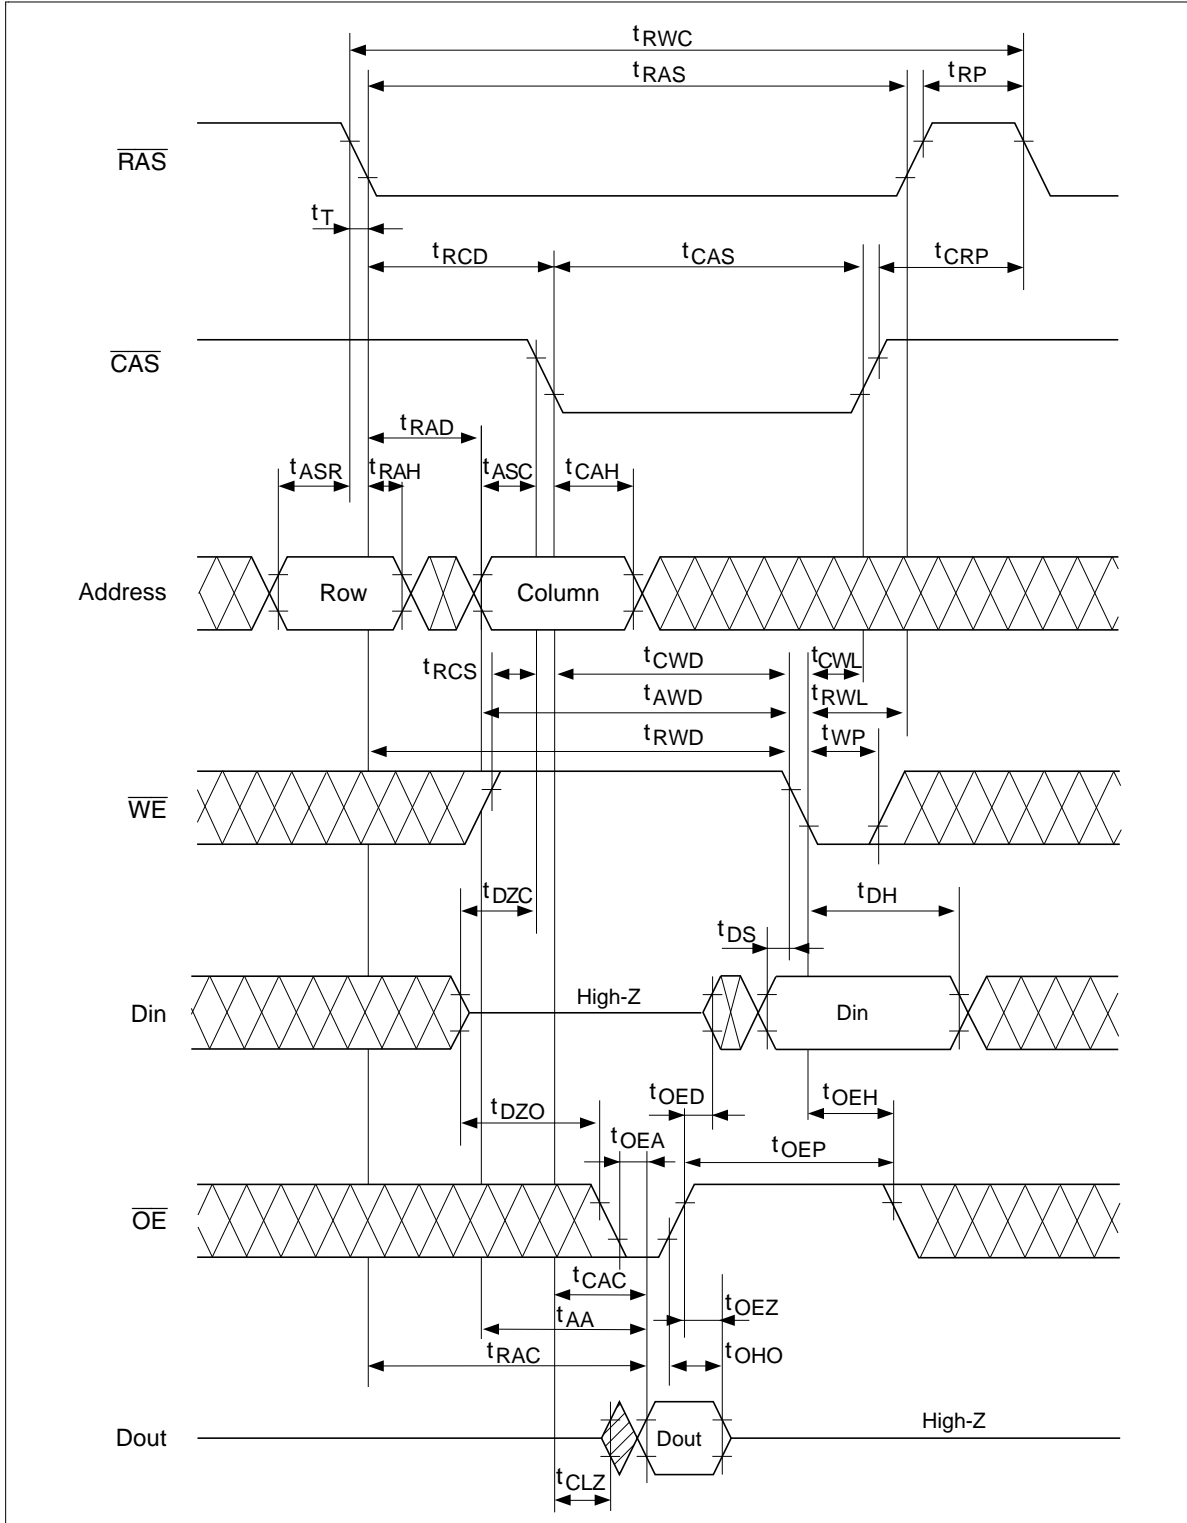 tRWC
tRAS
tRP
RAS
tT
tRCD
tCAS
tCRP
CAS
tRAD
tASR
tRAH
tASC
tCAH
Address
Row
Column
tRCS
tCWD
tCWL
tAWD
tRWL
tRWD
tWP
WE
tDZC
tDH
tDS
Din
High-Z
Din
tDZO
tOED
tOEH
tOEA
tOEP
OE
tCAC
tOEZ
tAA
tRAC
tOHO
Dout
Dout
High-Z
tCLZ